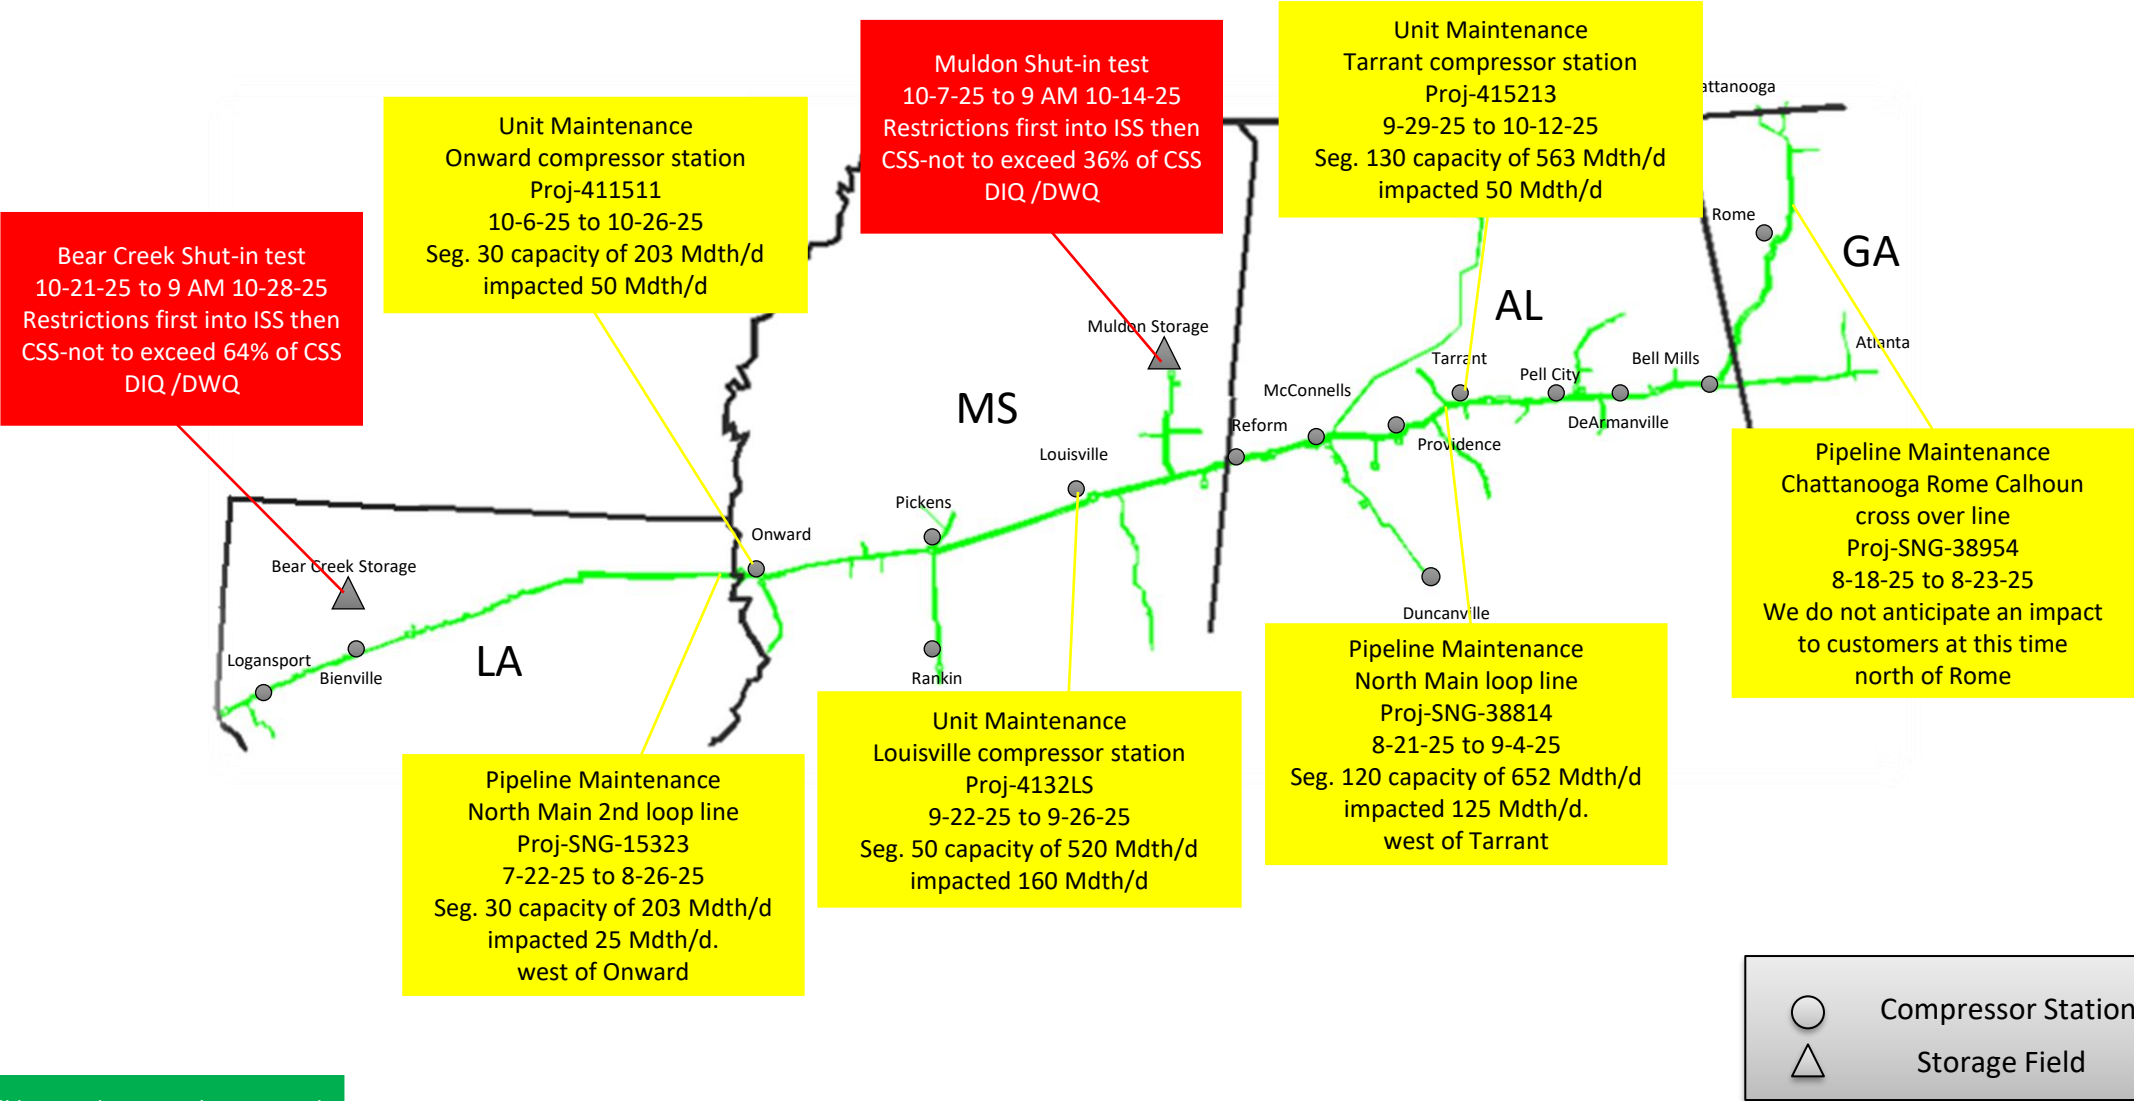 Unit Maintenance
Tarrant compressor station
Proj-415213
9-29-25 to 10-12-25
Seg. 130 capacity of 563 Mdth/d
impacted 50 Mdth/d
Muldon Shut-in test
10-7-25 to 9 AM 10-14-25
Restrictions first into ISS then
CSS-not to exceed 36% of CSS
DIQ /DWQ
Unit Maintenance
Onward compressor station
Proj-411511
10-6-25 to 10-26-25
Seg. 30 capacity of 203 Mdth/d
impacted 50 Mdth/d
Bear Creek Shut-in test
10-21-25 to 9 AM 10-28-25
Restrictions first into ISS then
CSS-not to exceed 64% of CSS
DIQ /DWQ
attanooga
Rome
GA
AL
Muldon Storage
Tarrant
Pell City
Bell Mills
Atlanta
McConnells
MS
Reform
DeArmanville
Providence
Louisville
Pickens
Onward
Bear Creek Storage
Duncanville
Logansport
Bienville
LA
Rankin
Pipeline Maintenance
Chattanooga Rome Calhoun
cross over line
Proj-SNG-38954
8-18-25 to 8-23-25
We do not anticipate an impact
to customers at this time
north of Rome
Pipeline Maintenance
North Main loop line
Proj-SNG-38814
8-21-25 to 9-4-25
Seg. 120 capacity of 652 Mdth/d
impacted 125 Mdth/d.
west of Tarrant
Unit Maintenance
Louisville compressor station
Proj-4132LS
9-22-25 to 9-26-25
Seg. 50 capacity of 520 Mdth/d
impacted 160 Mdth/d
Pipeline Maintenance
North Main 2nd loop line
Proj-SNG-15323
7-22-25 to 8-26-25
Seg. 30 capacity of 203 Mdth/d
impacted 25 Mdth/d.
west of Onward
Compressor Station
Storage Field